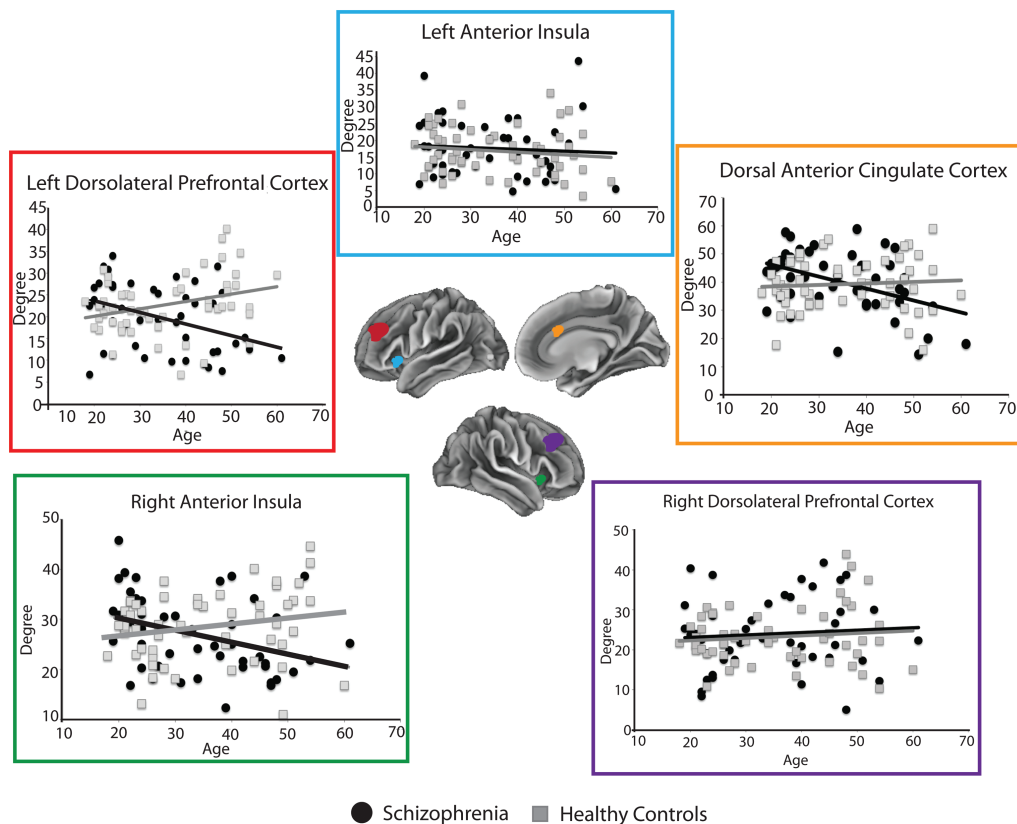 Left Anterior Insula
45
40
35
30
25
20
15
10
5
0
Degree
10 20 30 40 50 60 70
Age
Left Dorsolateral Prefrontal Cortex
45
40
35
30
25
20
15
10
5
0
Degree
10 20 30 40 50 60 70
Age
Dorsal Anterior Cingulate Cortex
70
60
50
40
30
20
10
0
Degree
10 20 30 40 50 60 70
Age
Right Anterior Insula
50
40
30
20
10
Degree
10 20 30 40 50 60 70
Age
Right Dorsolateral Prefrontal Cortex
50
40
30
20
10
0
Degree
10 20 30 40 50 60 70
Age
Schizophrenia Healthy Controls